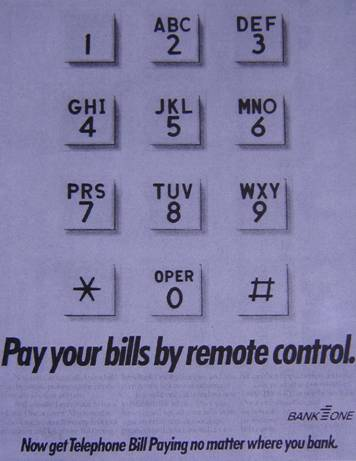 ABC DEF
1 2 3
GHI JKL MNO
4 5 6
PRS TUV WXY
7 8 9
OPER
* 0 #
Pay your bills by remote control.
BANK ONE
Now get Telephone Bill Paying no matter where you bank.